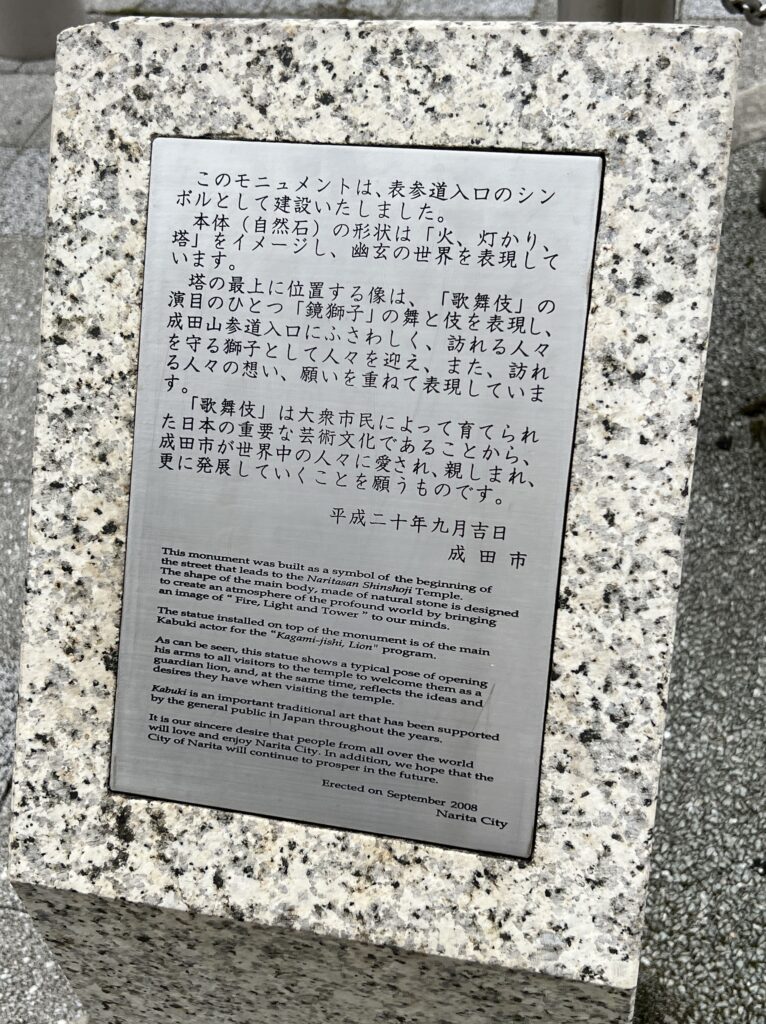 このモニュメントは、表参道入口のシン
ボルとして建設いたしました。
本体（自然石）の形状は「火、灯かり、
塔」をイメージし、幽玄の世界を表現して
います。
塔の最上に位置する像は、「歌舞伎」の
演目のひとつ「鏡獅子」の舞と伎を表現し、
成田山参道入口にふさわしく、訪れる人々
を守る獅子として人々を迎え、また、訪れ
る人々の想い、願いを重ねて表現していま
す。
「歌舞伎」は大衆市民によって育てられ
た日本の重要な芸術文化であることから、
成田市が世界中の人々に愛され、親しまれ、
更に発展していくことを願うものです。
平成二十年九月吉日
成田市
This monument was built as a symbol of the beginning of
the street that leads to the Naritasan Shinshoji Temple.
The shape of the main body, made of natural stone is designed
to create an atmosphere of the profound world by bringing
an image of “ Fire, Light and Tower ” to our minds.
The statue installed on top of the monument is of the main
Kabuki actor for the “Kagami-jishi, Lion” program.
As can be seen, this statue shows a typical pose of opening
his arms to all visitors to the temple to welcome them as a
guardian lion, and, at the same time, reflects the ideas and
desires they have when visiting the temple.
Kabuki is an important traditional art that has been supported
by the general public in Japan throughout the years.
It is our sincere desire that people from all over the world
will love and enjoy Narita City. In addition, we hope that the
City of Narita will continue to prosper in the future.
Erected on September 2008
Narita City